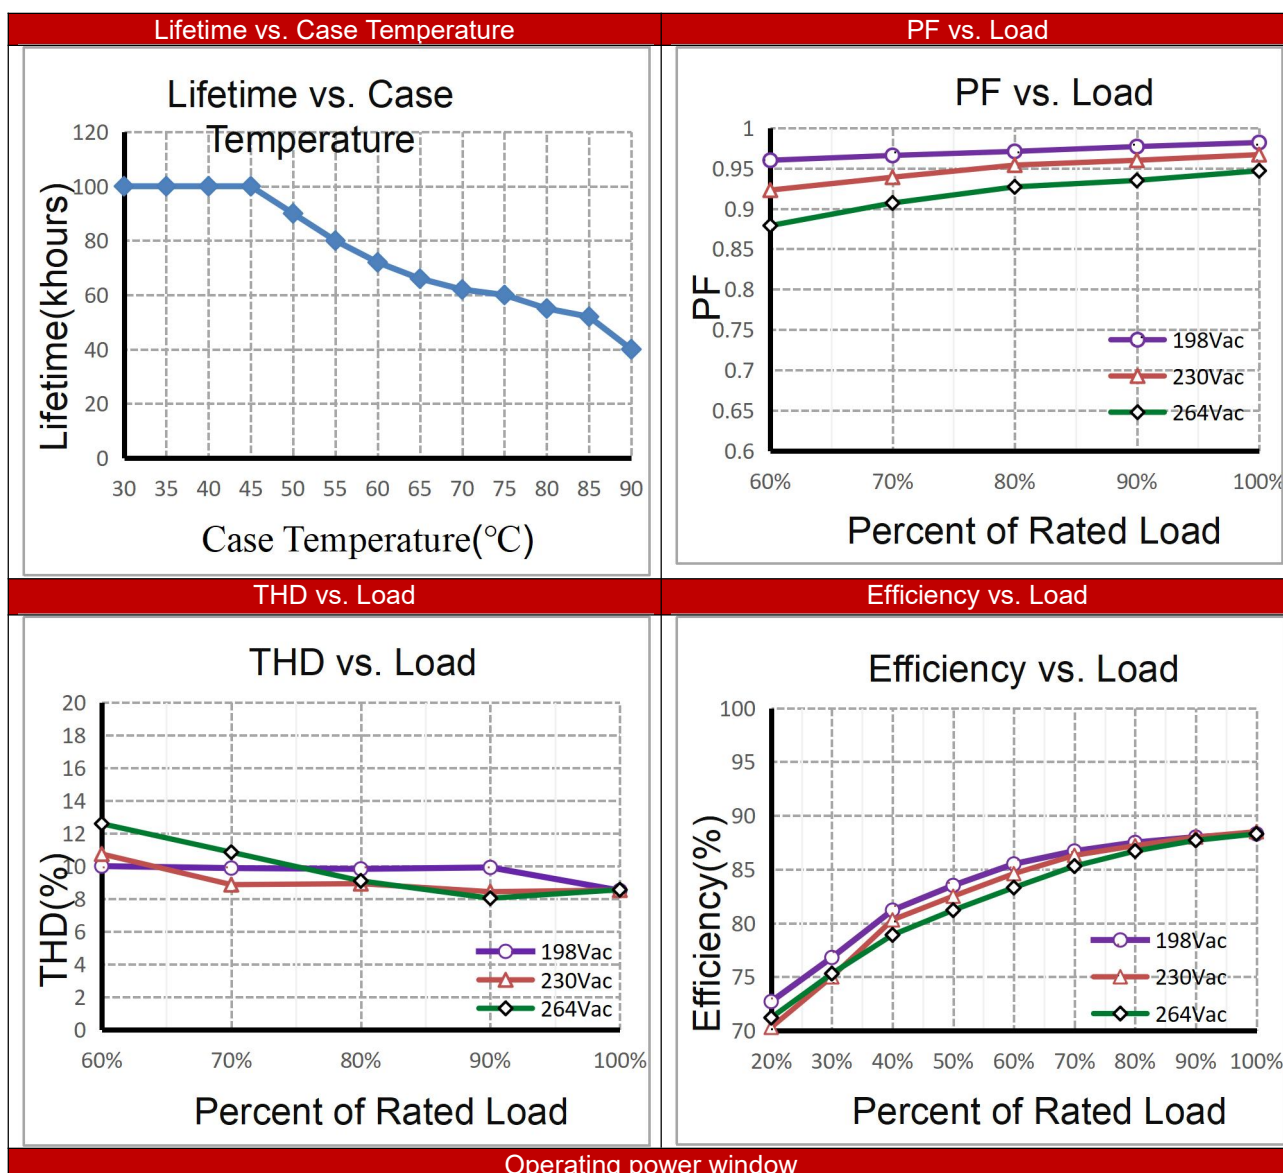 Lifetime vs. Case Temperature
PF vs. Load
Lifetime vs. Case
Temperature
120
100
80
60
40
20
0
Lifetime(khours)
30 35 40 45 50 55 60 65 70 75 80 85 90
Case Temperature(°C)
PF vs. Load
1
0.95
0.9
0.85
0.8
0.75
0.7
0.65
0.6
PF
198Vac
230Vac
264Vac
60% 70% 80% 90% 100%
Percent of Rated Load
THD vs. Load
Efficiency vs. Load
THD vs. Load
20
18
16
14
12
10
8
6
4
2
0
THD(%)
198Vac
230Vac
264Vac
60% 70% 80% 90% 100%
Percent of Rated Load
Efficiency vs. Load
100
95
90
85
80
75
70
Efficiency(%)
198Vac
230Vac
264Vac
20% 30% 40% 50% 60% 70% 80% 90% 100%
Percent of Rated Load
Operating power window